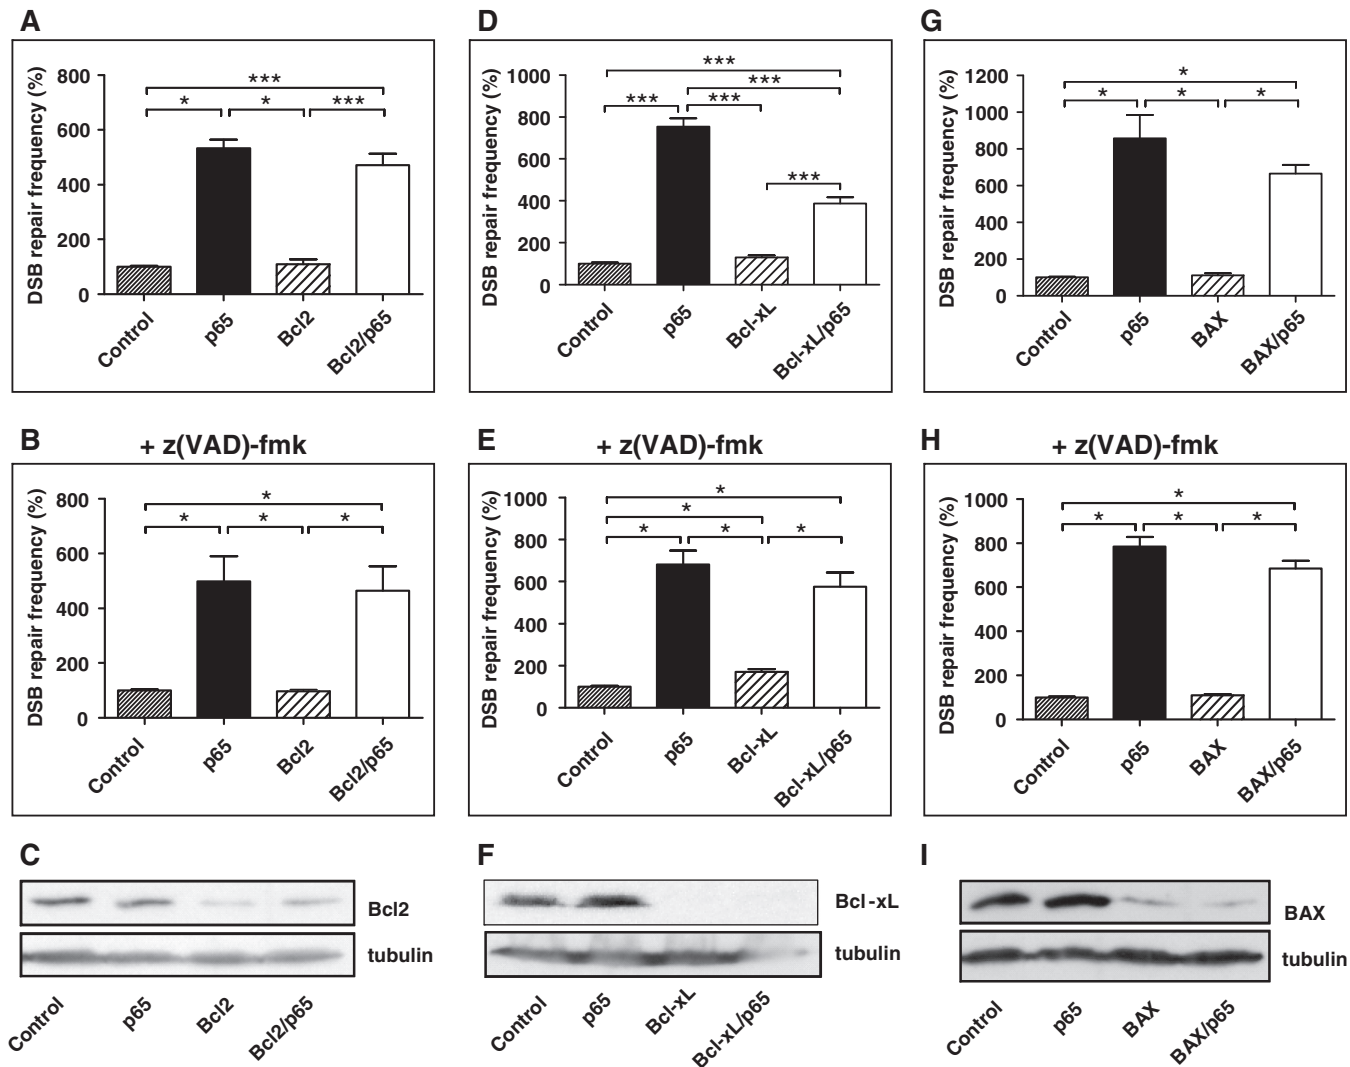 A
DSB repair frequency (%)
800
600
400
200
0
***
* * ***
Control
p65
Bcl2
Bcl2/p65
D
DSB repair frequency (%)
1000
800
600
400
200
0
***
***
*** ***
***
Control
p65
Bcl-xL
Bcl-xL/p65
G
DSB repair frequency (%)
1200
1000
800
600
400
200
0
*
* * *
Control
p65
BAX
BAX/p65
B
+ z(VAD)-fmk
DSB repair frequency (%)
800
600
400
200
0
*
* * *
Control
p65
Bcl2
Bcl2/p65
E
+ z(VAD)-fmk
DSB repair frequency (%)
1000
800
600
400
200
0
*
*
* * *
Control
p65
Bcl-xL
Bcl-xL/p65
H
+ z(VAD)-fmk
DSB repair frequency (%)
1000
800
600
400
200
0
*
* * *
Control
p65
BAX
BAX/p65
C
Bcl2
tubulin
Control
p65
Bcl2
Bcl2/p65
F
Bcl-xL
tubulin
Control
p65
Bcl-xL
Bcl-xL/p65
I
BAX
tubulin
Control
p65
BAX
BAX/p65